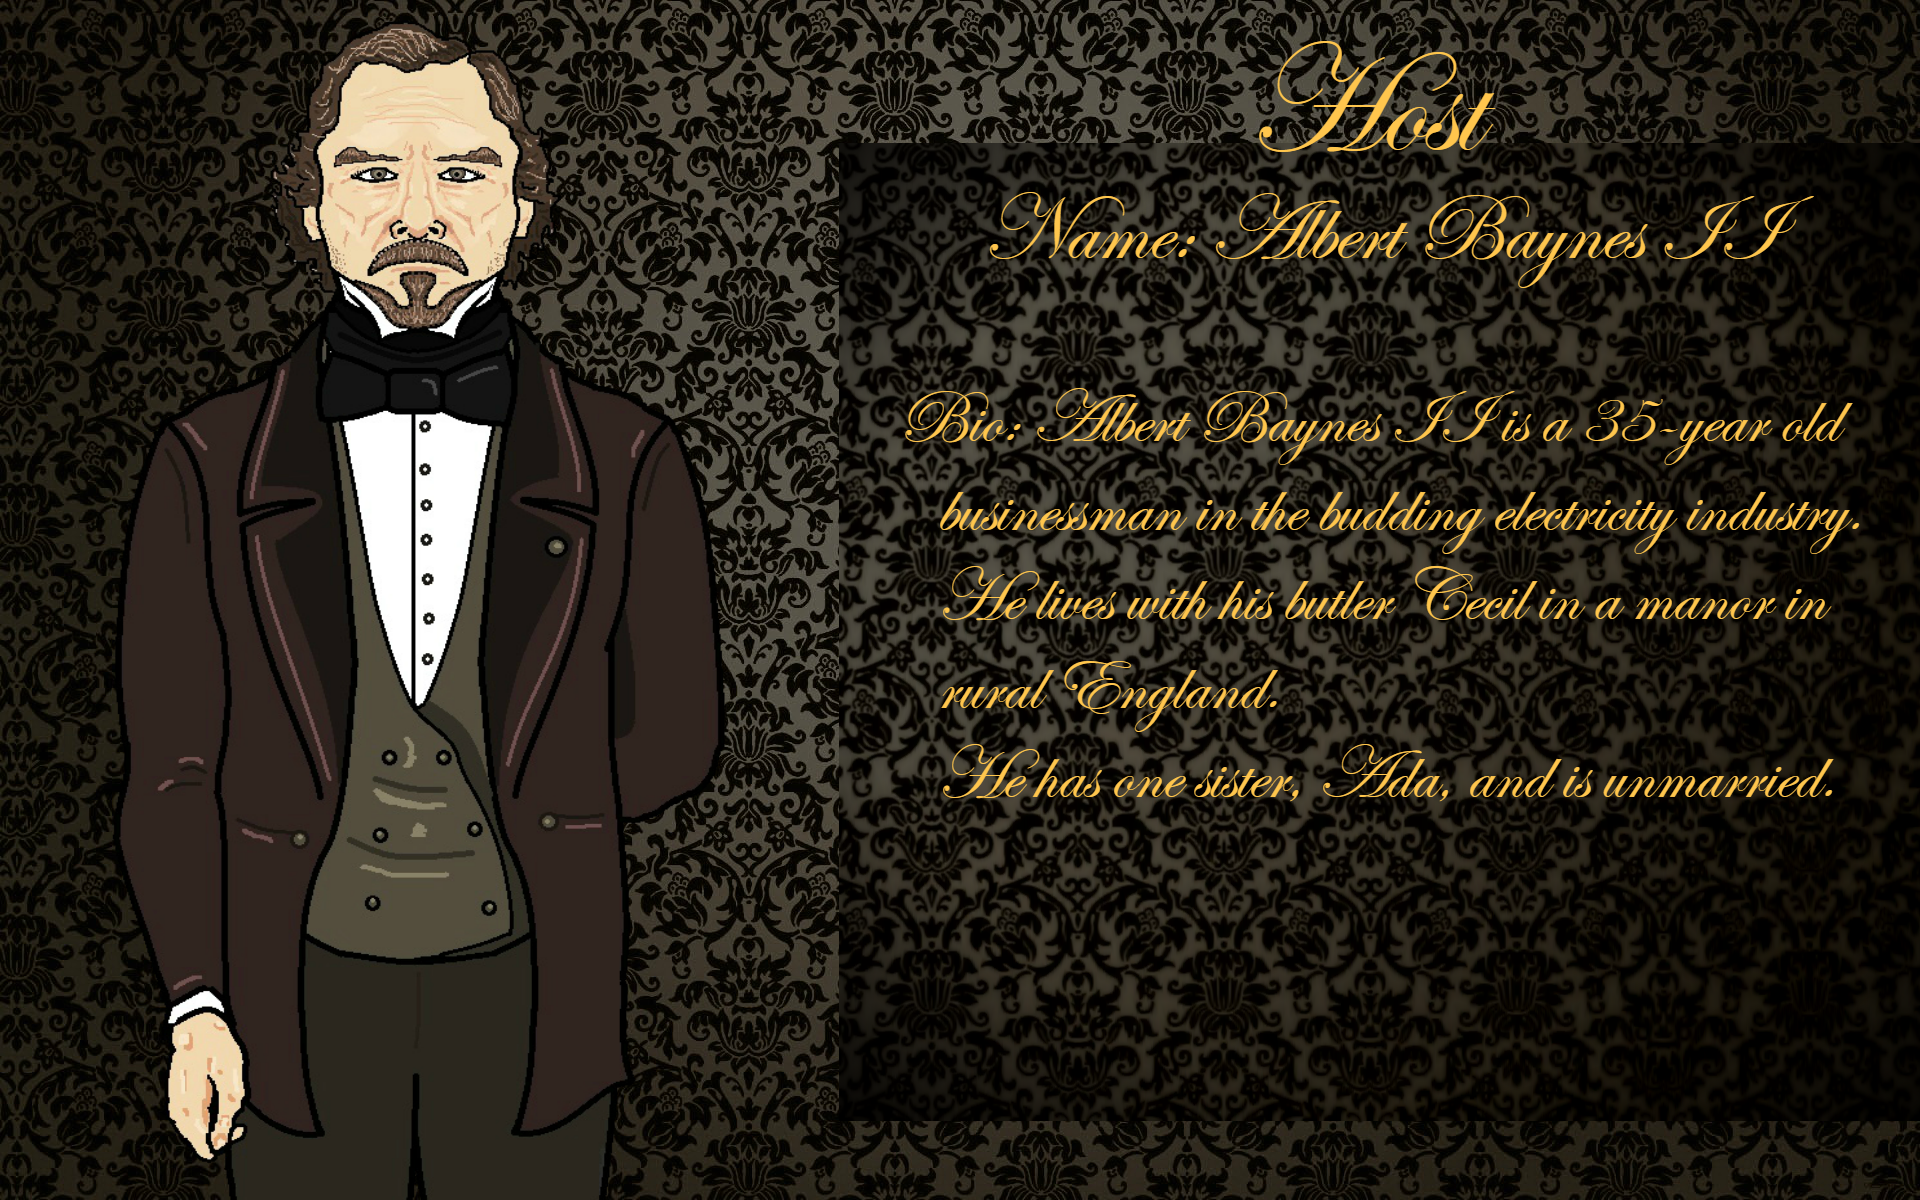 Host
Name: Albert Baynes II
Bio: Albert Baynes II is a 35-year old
businessman in the budding electricity industry.
He lives with his butler Cecil in a manor in
rural England.
He has one sister, Ada, and is unmarried.